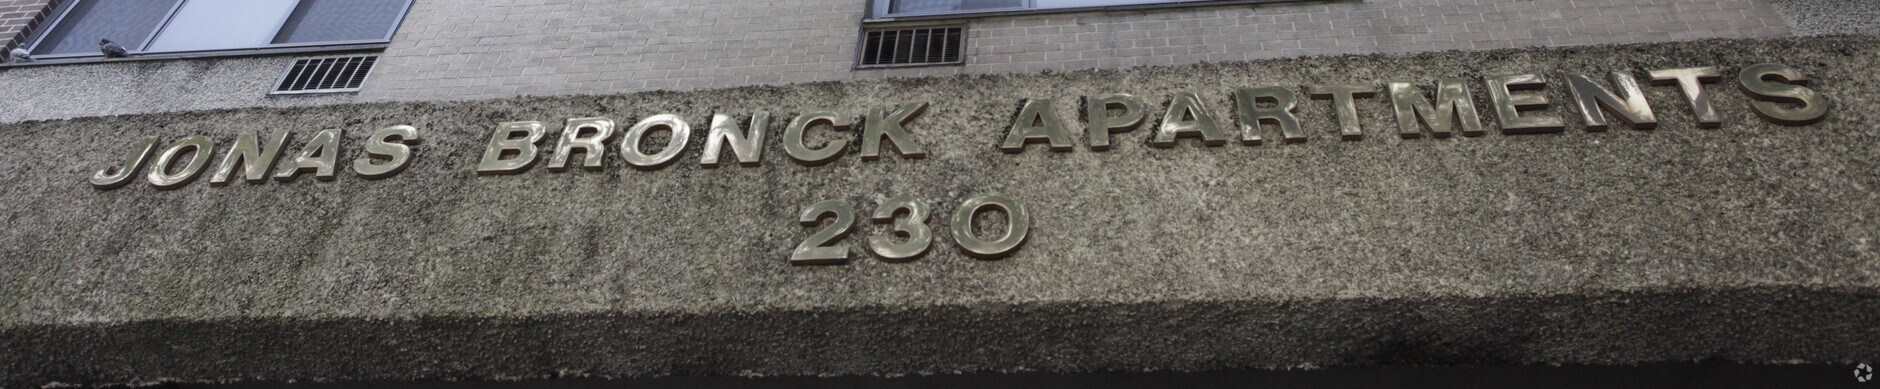 JONAS BRONCK APARTMENTS
230